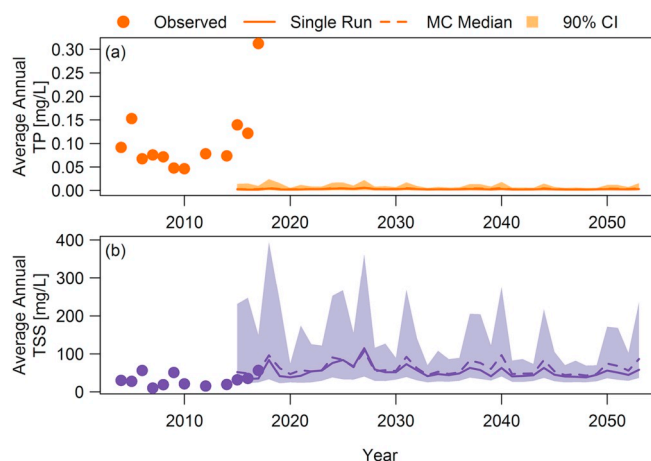 Observed Single Run MC Median 90% CI
(a)
Average Annual
TP [mg/L]
0.30
0.25
0.20
0.15
0.10
0.05
0.00
2010 2020 2030 2040 2050
(b)
Average Annual
TSS [mg/L]
400
300
200
100
0
2010 2020 2030 2040 2050
Year